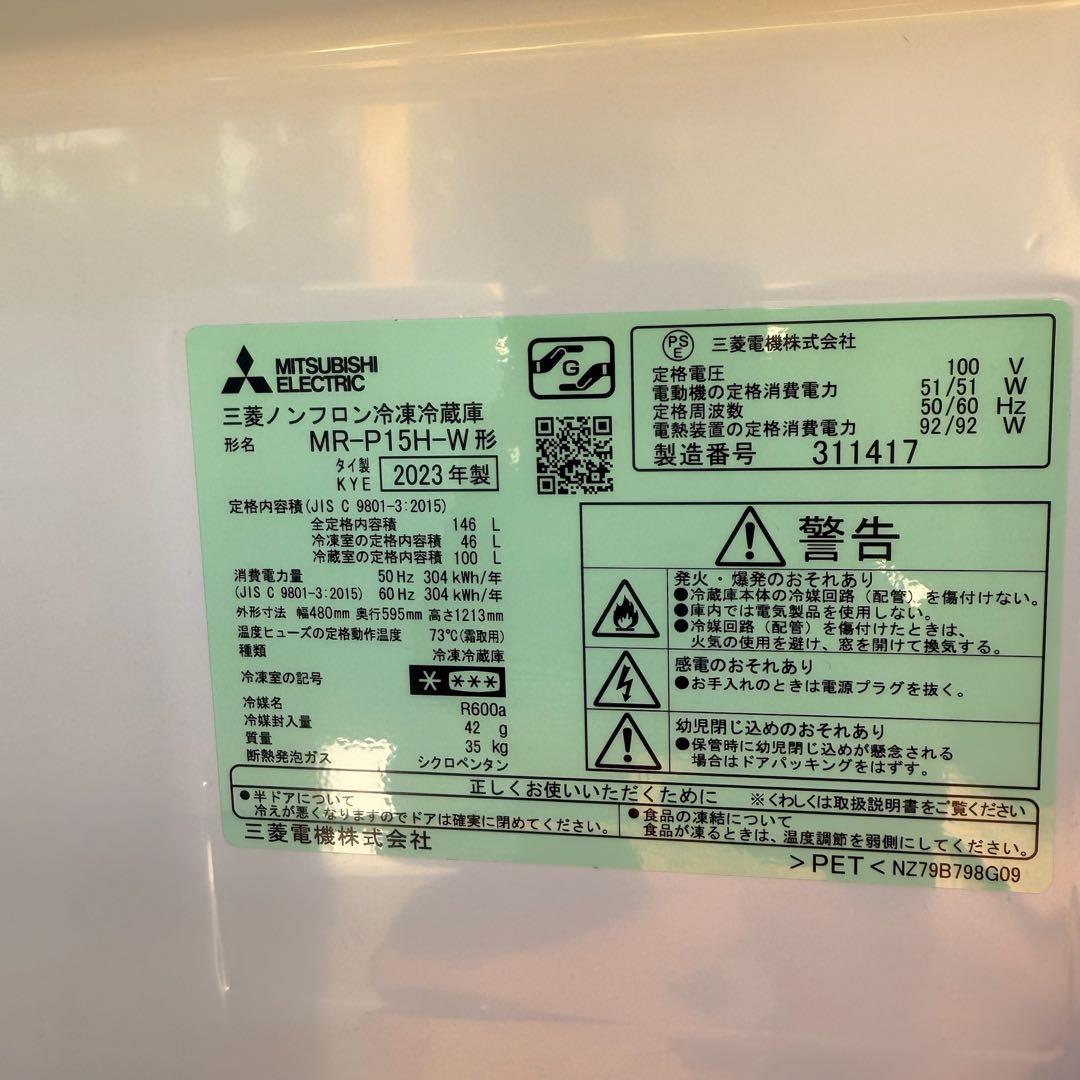 MITSUBISHI
ELECTRIC
三菱ノンフロン冷凍冷蔵庫
形名 MR-P15H-W形
タイ製
KYE 2023年製
定格内容積(JIS C 9801-3:2015)
全定格内容積 146 L
冷凍室の定格内容積 46 L
冷蔵室の定格内容積 100 L
消費電力量 50Hz 304 kWh/年
(JIS C 9801-3:2015) 60Hz 304 kWh/年
外形寸法 幅480mm 奥行595mm 高さ1213mm
温度ヒューズの定格動作温度 73℃(霜取用)
種類 冷凍冷蔵庫
冷凍室の記号 * ***
冷媒名 R600a
冷媒封入量 42 g
質量 35 kg
断熱発泡ガス シクロペンタン
G
PS
E
三菱電機株式会社
定格電圧 100 V
電動機の定格消費電力 51/51 W
定格周波数 50/60 Hz
電熱装置の定格消費電力 92/92 W
製造番号 311417
警告
発火・爆発のおそれあり
●冷蔵庫本体の冷媒回路(配管)を傷付けない。
●庫内では電気製品を使用しない。
●冷媒回路(配管)を傷付けたときは、
火気の使用を避け、窓を開けて換気する。
感電のおそれあり
●お手入れのときは電源プラグを抜く。
幼児閉じ込めのおそれあり
●保管時に幼児閉じ込めが懸念される
場合はドアパッキングをはずす。
正しくお使いいただくために ※くわしくは取扱説明書をご覧ください
●半ドアについて
冷えが悪くなりますのでドアは確実に閉めてください。
●食品の凍結について
食品が凍るときは、温度調節を弱側にしてください。
三菱電機株式会社
>PET< NZ79B798G09